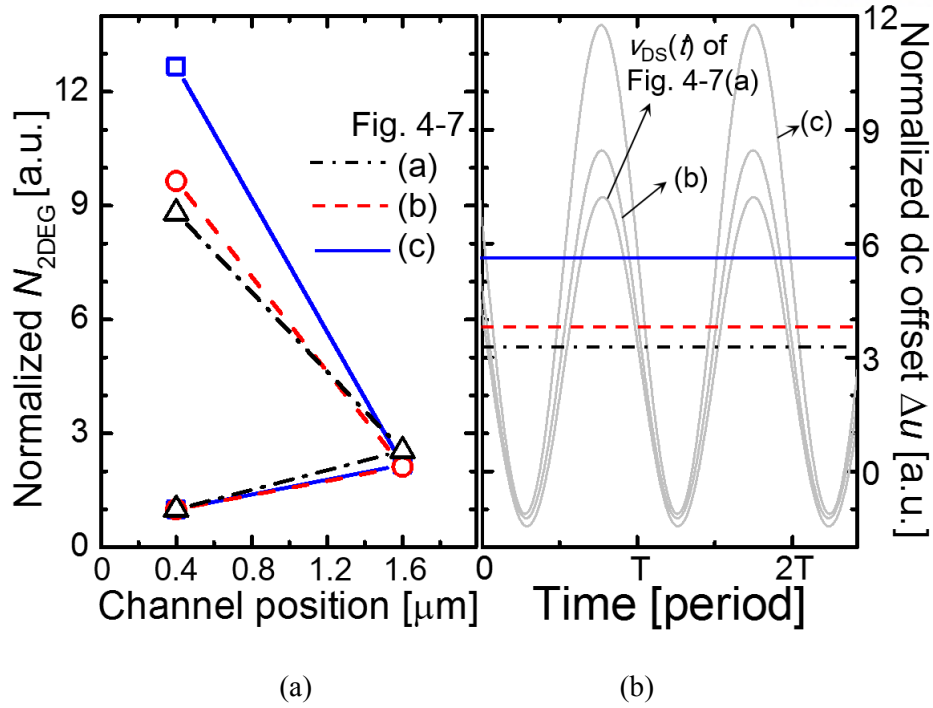 Normalized N2DEG [a.u.]
12
9
6
3
0
Fig. 4-7
(a)
(b)
(c)
0 0.4 0.8 1.2 1.6
Channel position [μm]
vDS(t) of
Fig. 4-7(a)
(b)
(c)
12
9
6
3
0
Normalized dc offset Δu [a.u.]
0 T 2T
Time [period]
(a) (b)